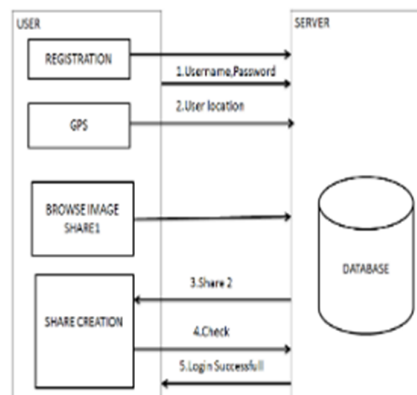 USER
SERVER
REGISTRATION
1.Username,Password
2.User location
GPS
BROWSE IMAGE
SHARE1
DATABASE
3.Share 2
SHARE CREATION
4.Check
5.Login Successfull